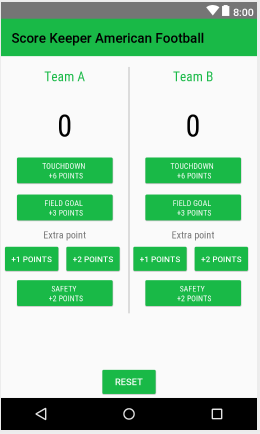 8:00
Score Keeper American Football
Team A
Team B
0
0
TOUCHDOWN
+6 POINTS
TOUCHDOWN
+6 POINTS
FIELD GOAL
+3 POINTS
FIELD GOAL
+3 POINTS
Extra point
Extra point
+1 POINTS
+2 POINTS
+1 POINTS
+2 POINTS
SAFETY
+2 POINTS
SAFETY
+2 POINTS
RESET